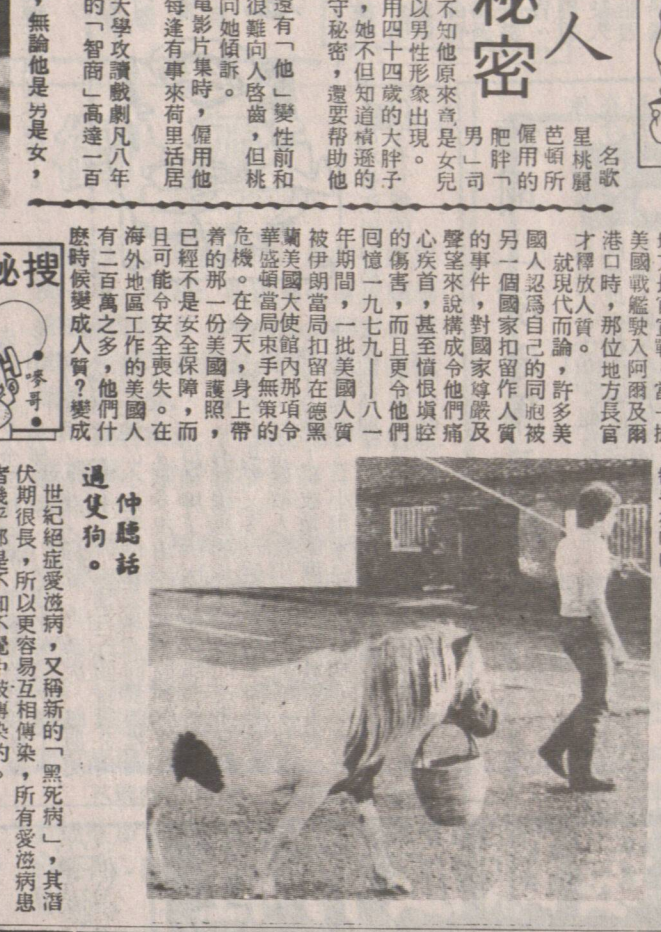 人
秘密
名歌
星桃麗
芭頓所
僱用的
肥胖「
男」司
不知他原來竟是女兒
以男性形象出現。
用四十四歲的大胖子
，她不但知道積遜的
守秘密，還要帮助他
還有「他」變性前和
很難向人啓齒，但桃
向她傾訴。
電影片集時，僱用他
每逢有事來荷里活居
大學攻讀戲劇凡八年
的「智商」高達一百
，無論他是男是女，
美國戰艦駛入阿爾及爾
港口時，那位地方長官
才釋放人質。
就現代而論，許多美
國人認爲自己的同胞被
另一個國家扣留作人質
的事件，對國家尊嚴及
聲望來說構成令他們痛
心疾首，甚至憤恨塡腔
的傷害，而且更令他們
回憶一九七九——八一
年期間，一批美國人質
被伊朗當局扣留在德黑
蘭美國大使館內那項令
華盛頓當局束手無策的
危機。在今天，身上帶
着的那一份美國護照，
已經不是安全保障，而
且可能令安全喪失。在
海外地區工作的美國人
有二百萬之多，他們什
麽時候變成人質？變成
搜秘
•嘜哥•
仲聽話
過隻狗。
世紀絕症愛滋病，又稱新的「黑死病」，其潛
伏期很長，所以更容易互相傳染，所有愛滋病患